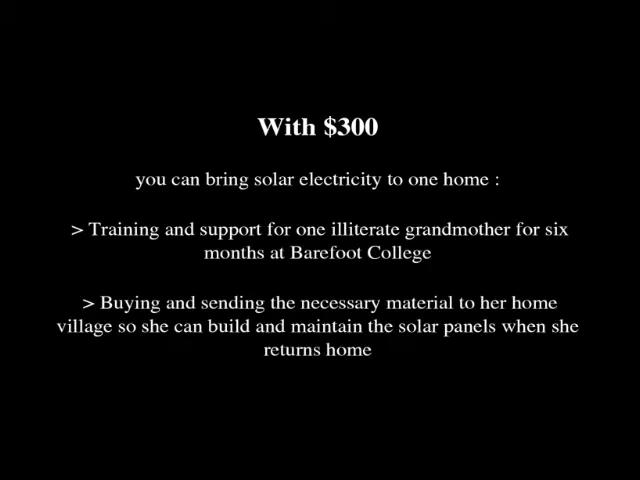 With $300
you can bring solar electricity to one home :
> Training and support for one illiterate grandmother for six
months at Barefoot College
> Buying and sending the necessary material to her home
village so she can build and maintain the solar panels when she
returns home